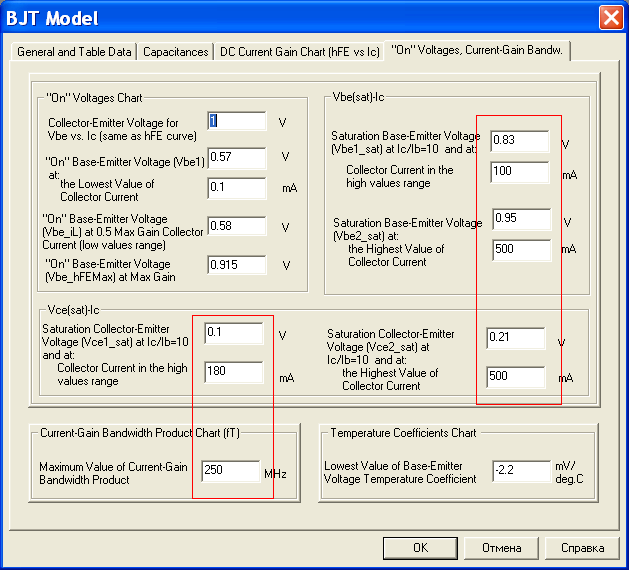 BJT Model
General and Table Data
Capacitances
DC Current Gain Chart (hFE vs Ic)
"On" Voltages, Current-Gain Bandw.
"On" Voltages Chart
Collector-Emitter Voltage for
Vbe vs. Ic (same as hFE curve)
1
V
"On" Base-Emitter Voltage (Vbe1)
at:
0.57
V
the Lowest Value of
Collector Current
0.1
mA
"On" Base-Emitter Voltage
(Vbe_iL) at 0.5 Max Gain Collector
Current (low values range)
0.58
V
"On" Base-Emitter Voltage
(Vbe_hFEMax) at Max Gain
0.915
V
Vbe(sat)-Ic
Saturation Base-Emitter Voltage
(Vbe1_sat) at Ic/Ib=10 and at:
0.83
V
Collector Current in the
high values range
100
mA
Saturation Base-Emitter Voltage
(Vbe2_sat) at:
0.95
V
the Highest Value of
Collector Current
500
mA
Vce(sat)-Ic
Saturation Collector-Emitter
Voltage (Vce1_sat) at Ic/Ib=10
and at:
0.1
V
Collector Current in the high
values range
180
mA
Saturation Collector-Emitter
Voltage (Vce2_sat) at
Ic/Ib=10 and at:
0.21
V
the Highest Value of
Collector Current
500
mA
Current-Gain Bandwidth Product Chart (fT)
Maximum Value of Current-Gain
Bandwidth Product
250
MHz
Temperature Coefficients Chart
Lowest Value of Base-Emitter
Voltage Temperature Coefficient
-2.2
mV/
deg.C
OK
Отмена
Справка